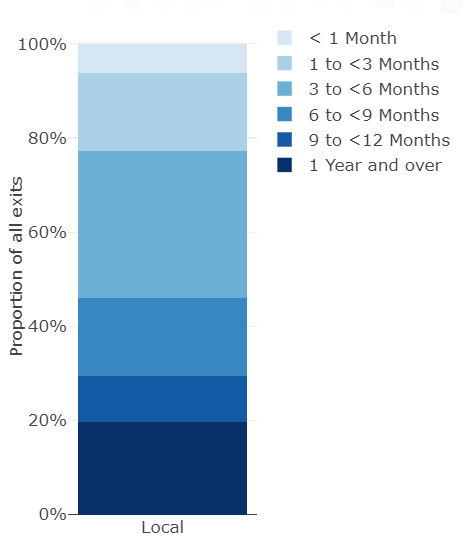 100%
80%
60%
40%
20%
0%
Proportion of all exits
Local
< 1 Month
1 to <3 Months
3 to <6 Months
6 to <9 Months
9 to <12 Months
1 Year and over